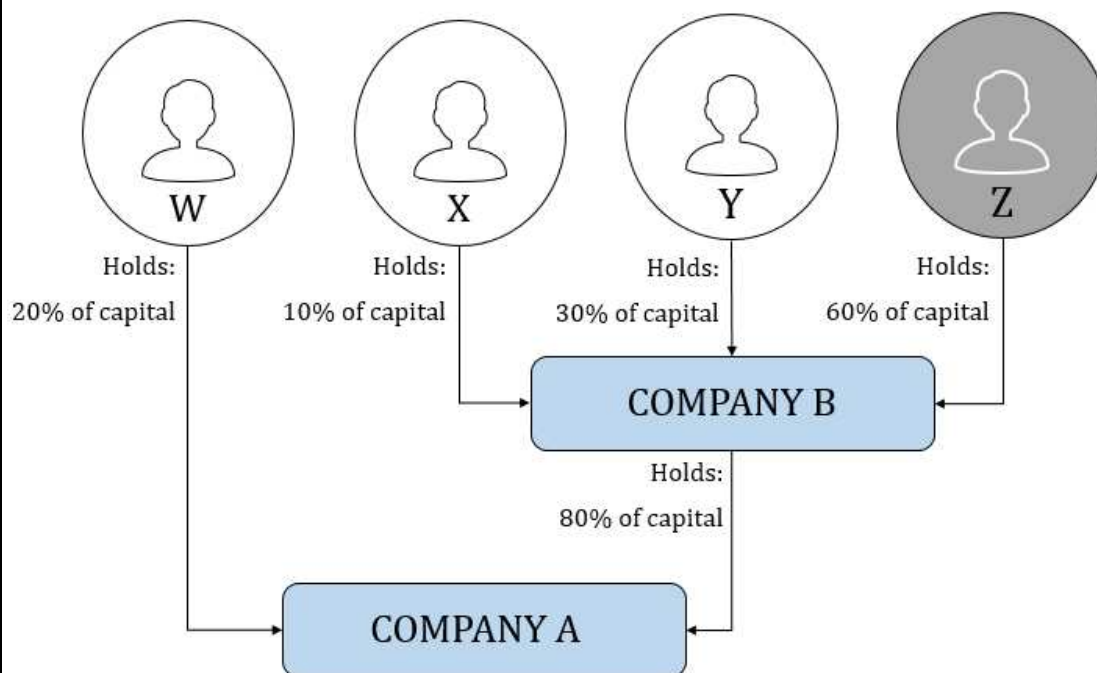 W
X
Y
Z
Holds:
20% of capital
Holds:
10% of capital
Holds:
30% of capital
Holds:
60% of capital
COMPANY B
Holds:
80% of capital
COMPANY A